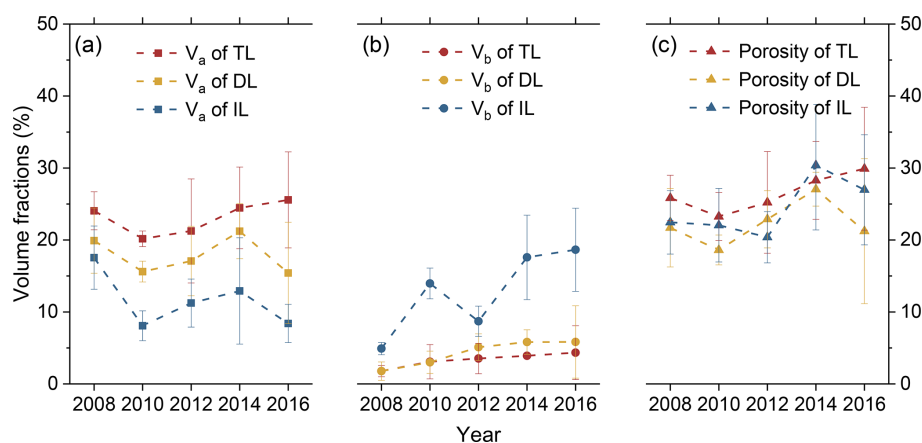 50 50
(a) (b) (c)
Va of TL Vb of TL Porosity of TL
Va of DL Vb of DL Porosity of DL
Va of IL Vb of IL Porosity of IL
40 40
30 30
20 20
10 10
0 0
2008 2010 2012 2014 2016 2008 2010 2012 2014 2016 2008 2010 2012 2014 2016
Year
Volume fractions (%)